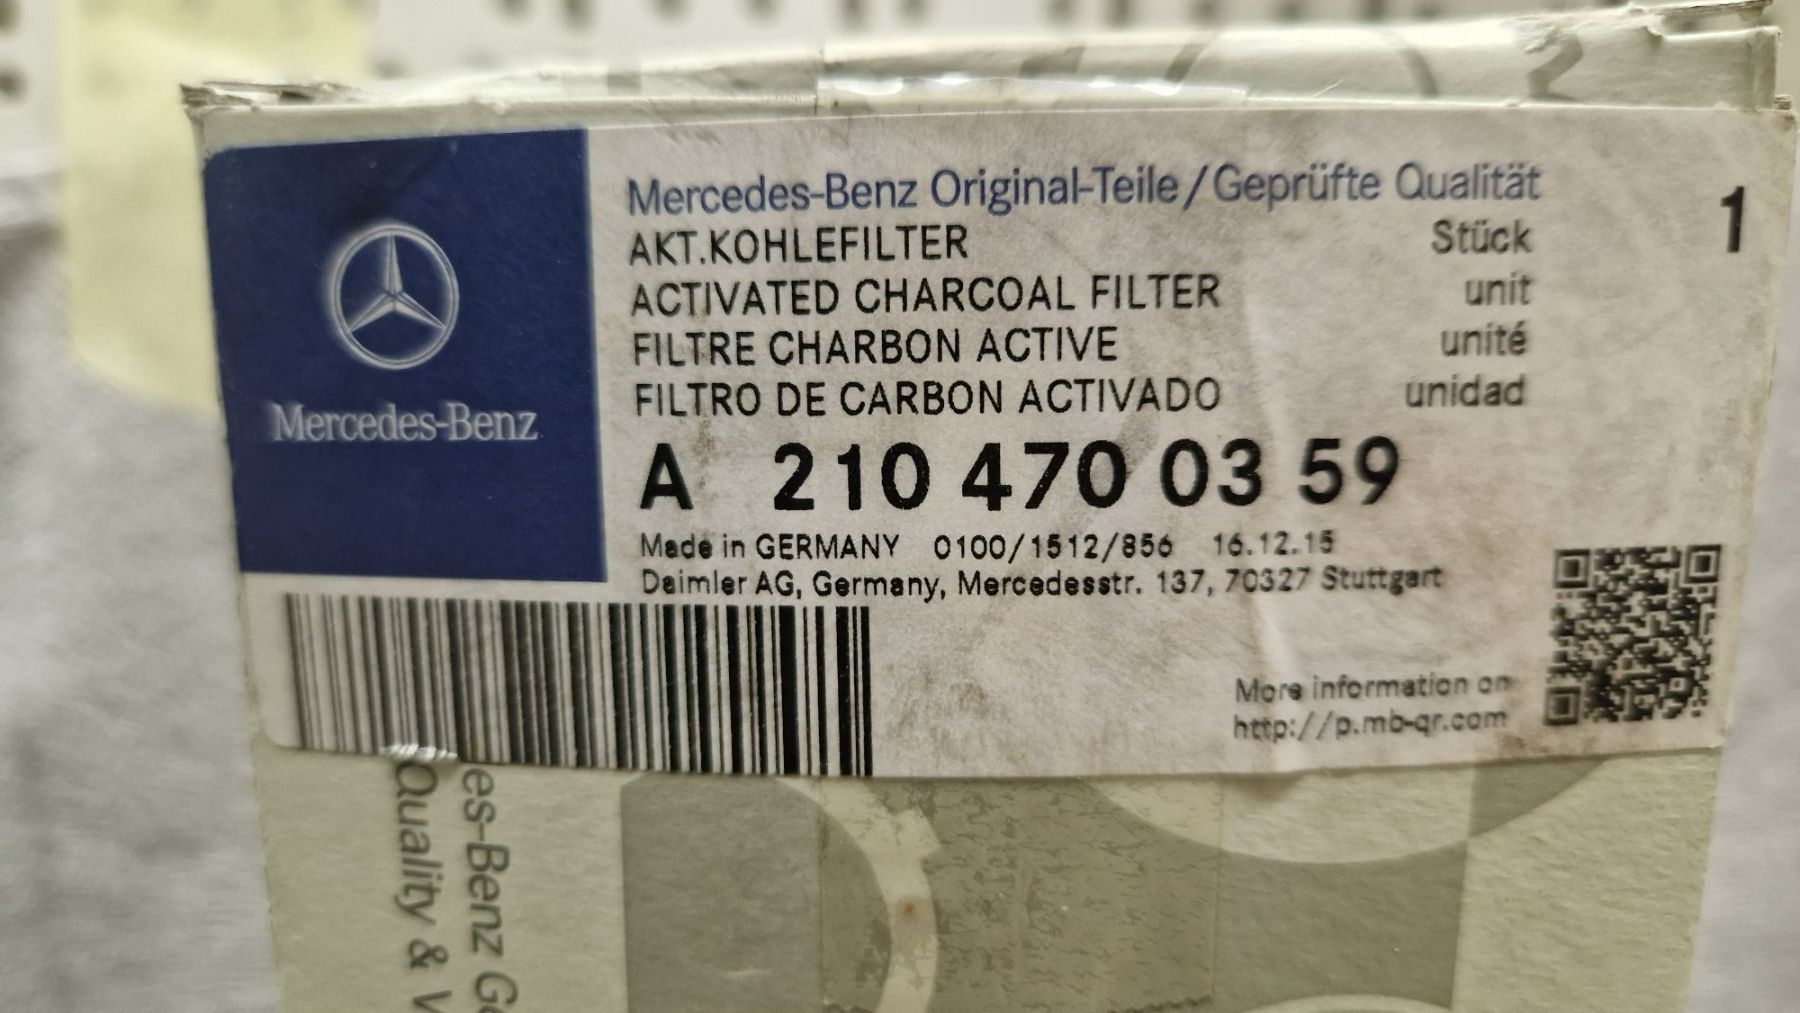 Mercedes-Benz
Mercedes-Benz Original-Teile/Geprüfte Qualität
AKT.KOHLEFILTER Stück 1
ACTIVATED CHARCOAL FILTER unit
FILTRE CHARBON ACTIVE unité
FILTRO DE CARBON ACTIVADO unidad
A 210 470 03 59
Made in GERMANY 0100/1512/856 16.12.15
Daimler AG, Germany, Mercedesstr. 137, 70327 Stuttgart
More information on
http://p.mb-qr.com
es-Benz Ge
Quality & V